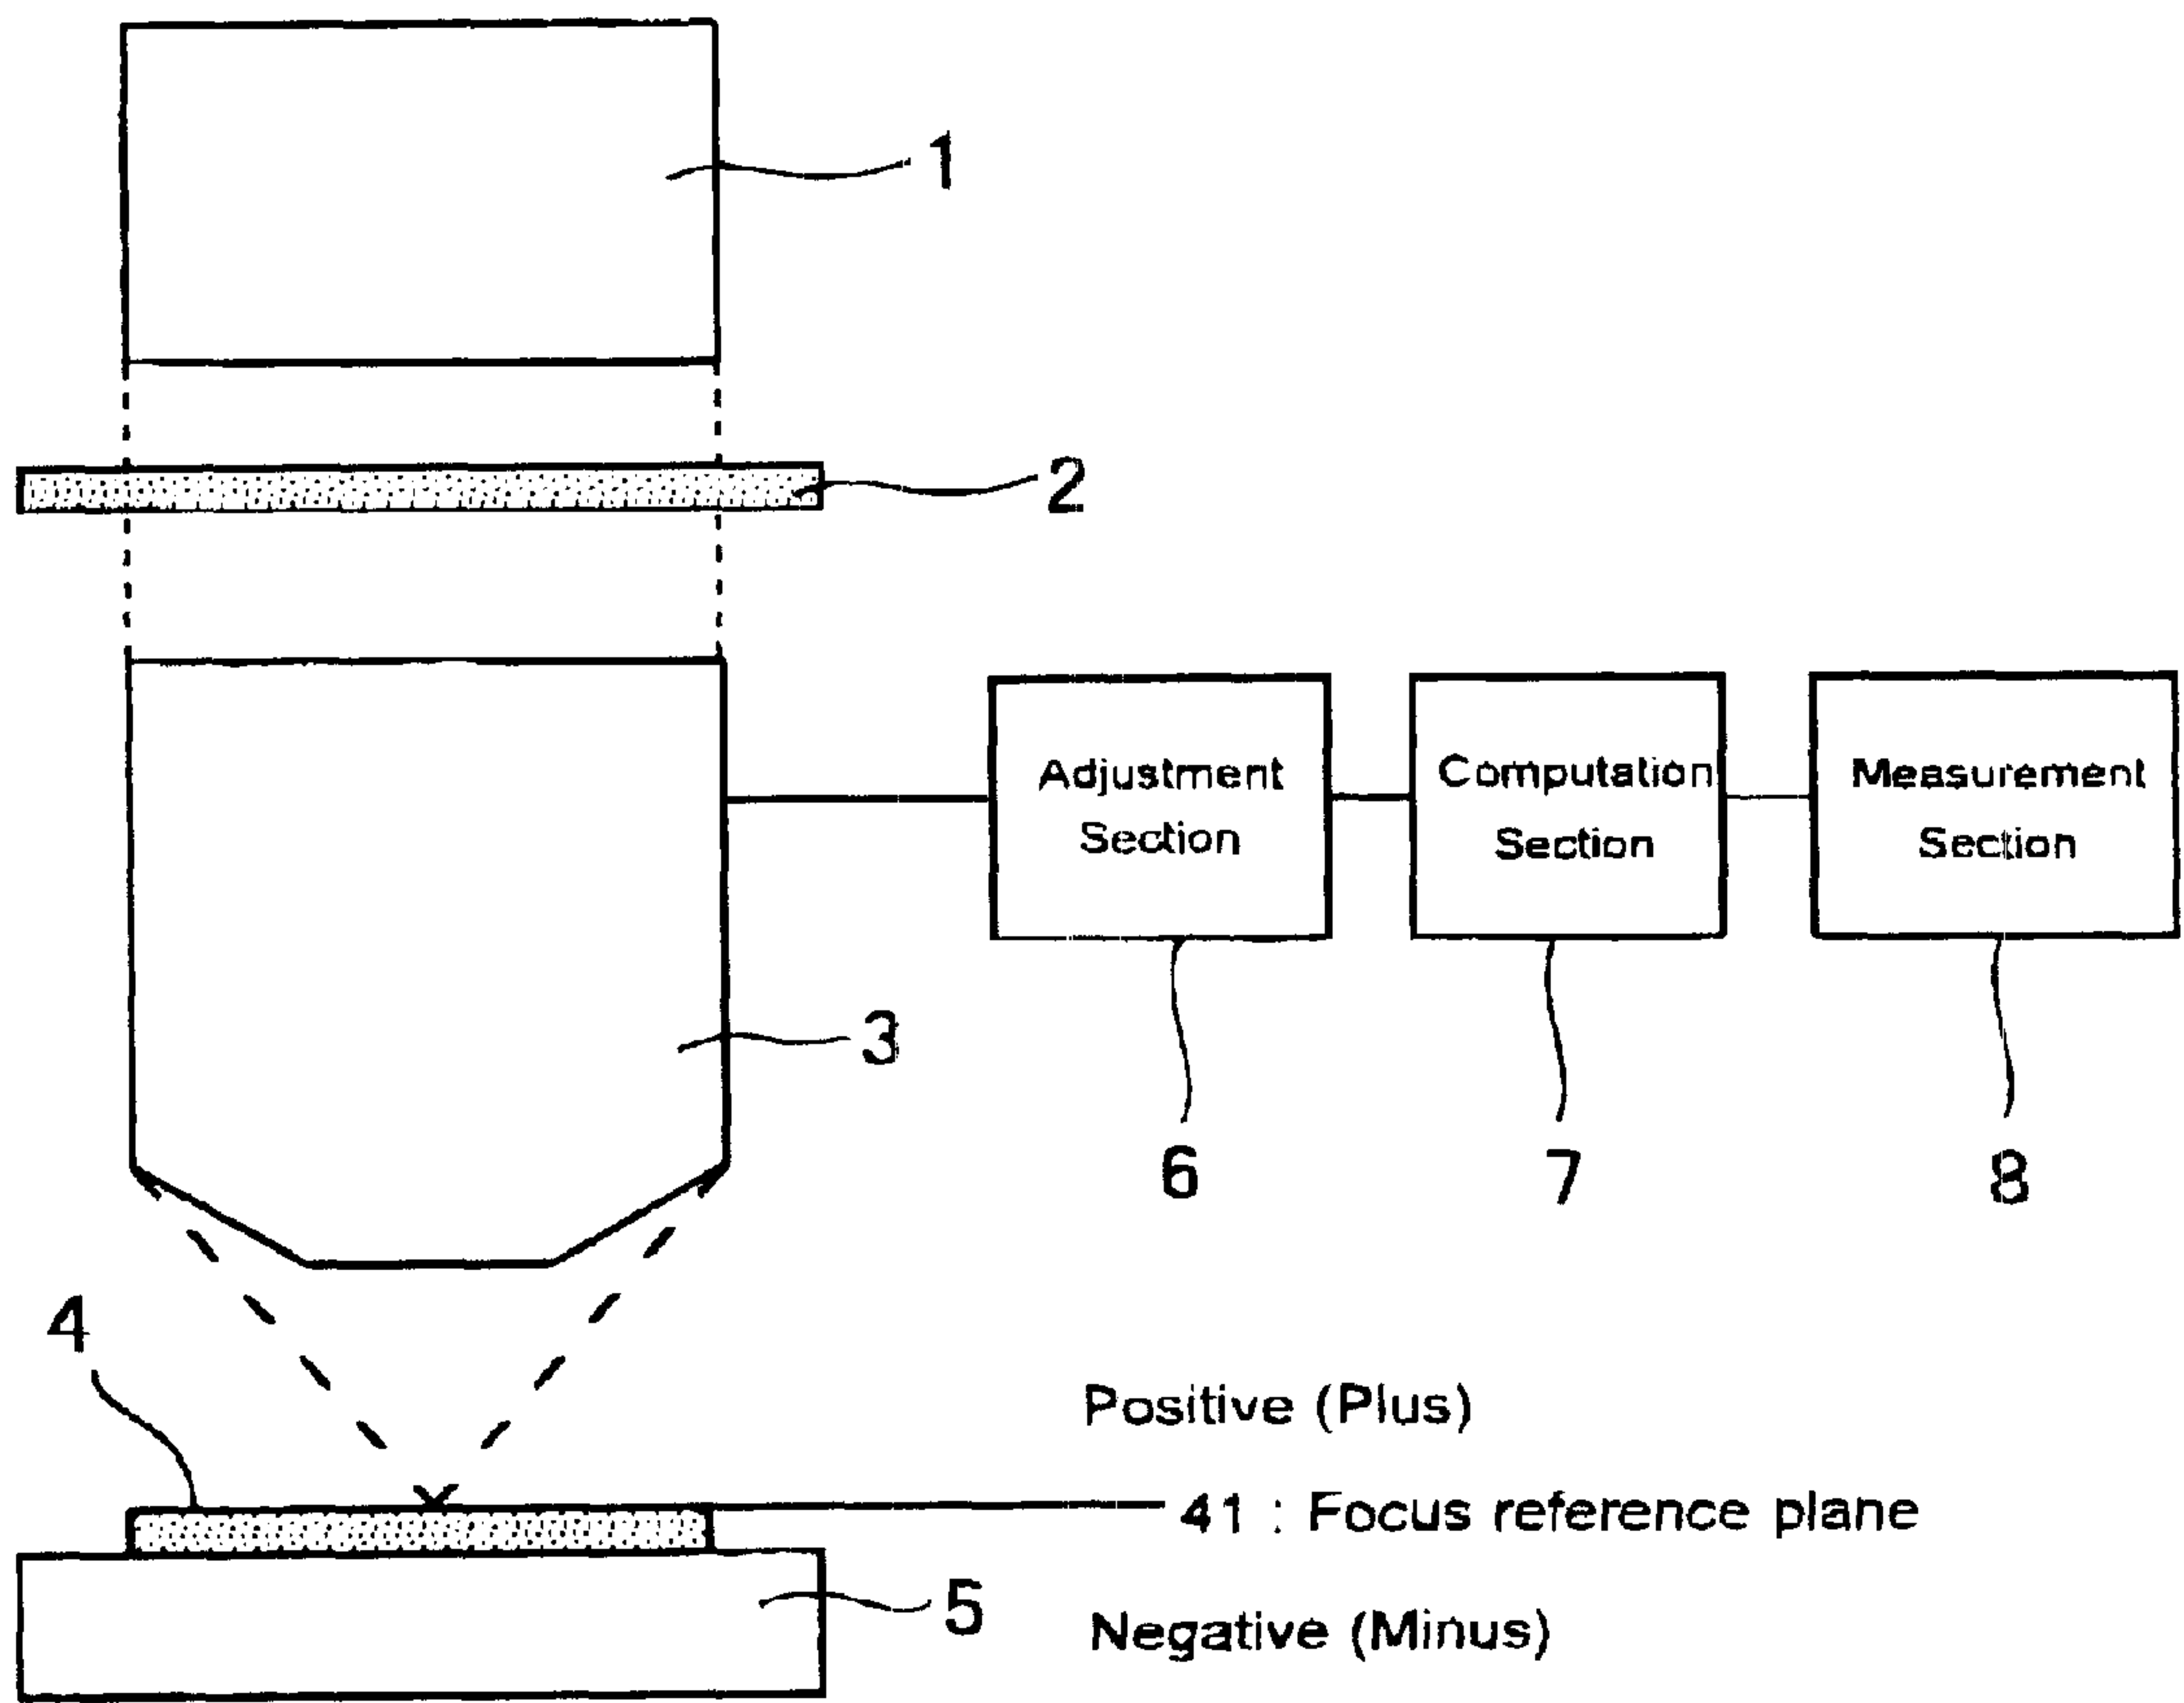 1
2
Adjustment
Section
Computation
Section
Measurement
Section
3
6
7
8
4
Positive (Plus)
41 : Focus reference plane
5
Negative (Minus)